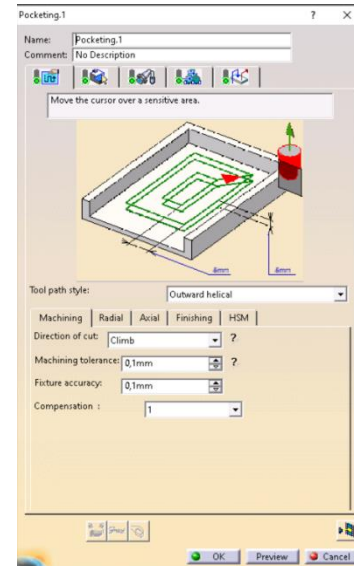 Pocketing.1 ? X
Name: Pocketing.1
Comment: No Description
Move the cursor over a sensitive area.
6mm 6mm
Tool path style: Outward helical
Machining Radial Axial Finishing HSM
Direction of cut: Climb ?
Machining tolerance: 0,1mm ?
Fixture accuracy: 0,1mm
Compensation : 1
OK Preview Cancel